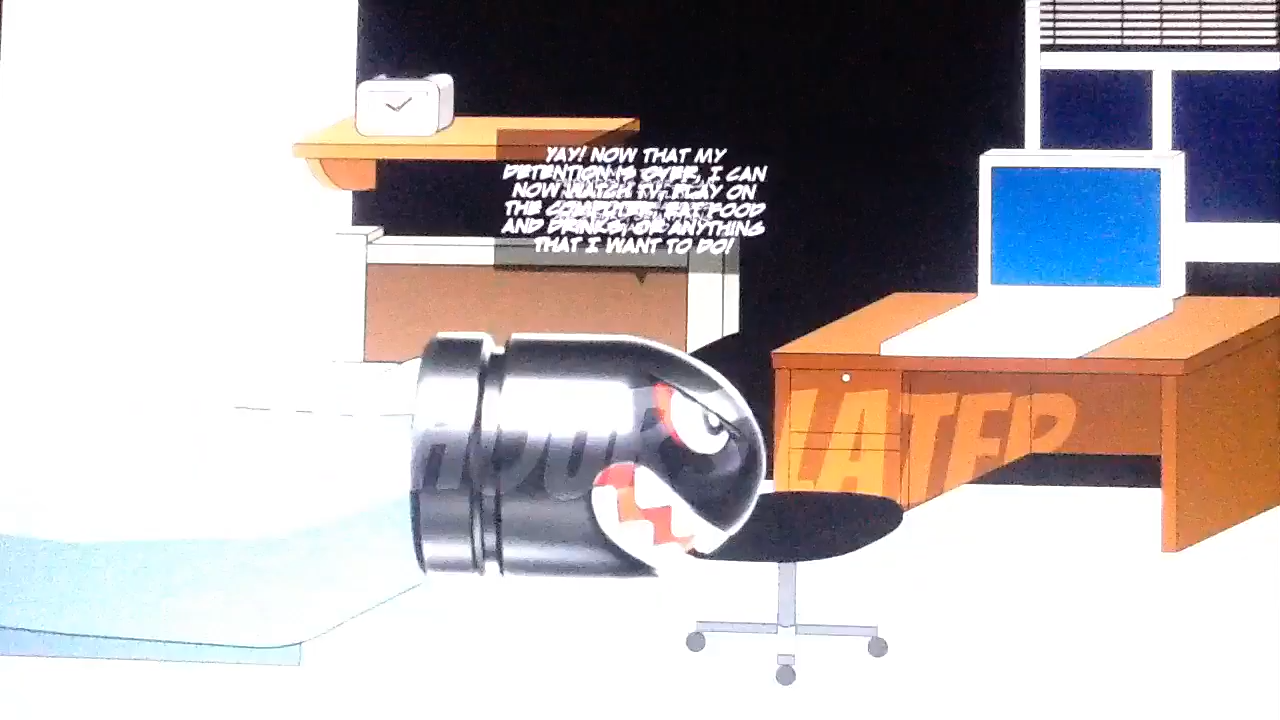 YAY! NOW THAT MY
DETENTION IS OVER, I CAN
NOW WATCH TV, PLAY ON
THE COMPUTER, EAT FOOD
AND DRINKS, OR ANYTHING
THAT I WANT TO DO!
HOURS LATER